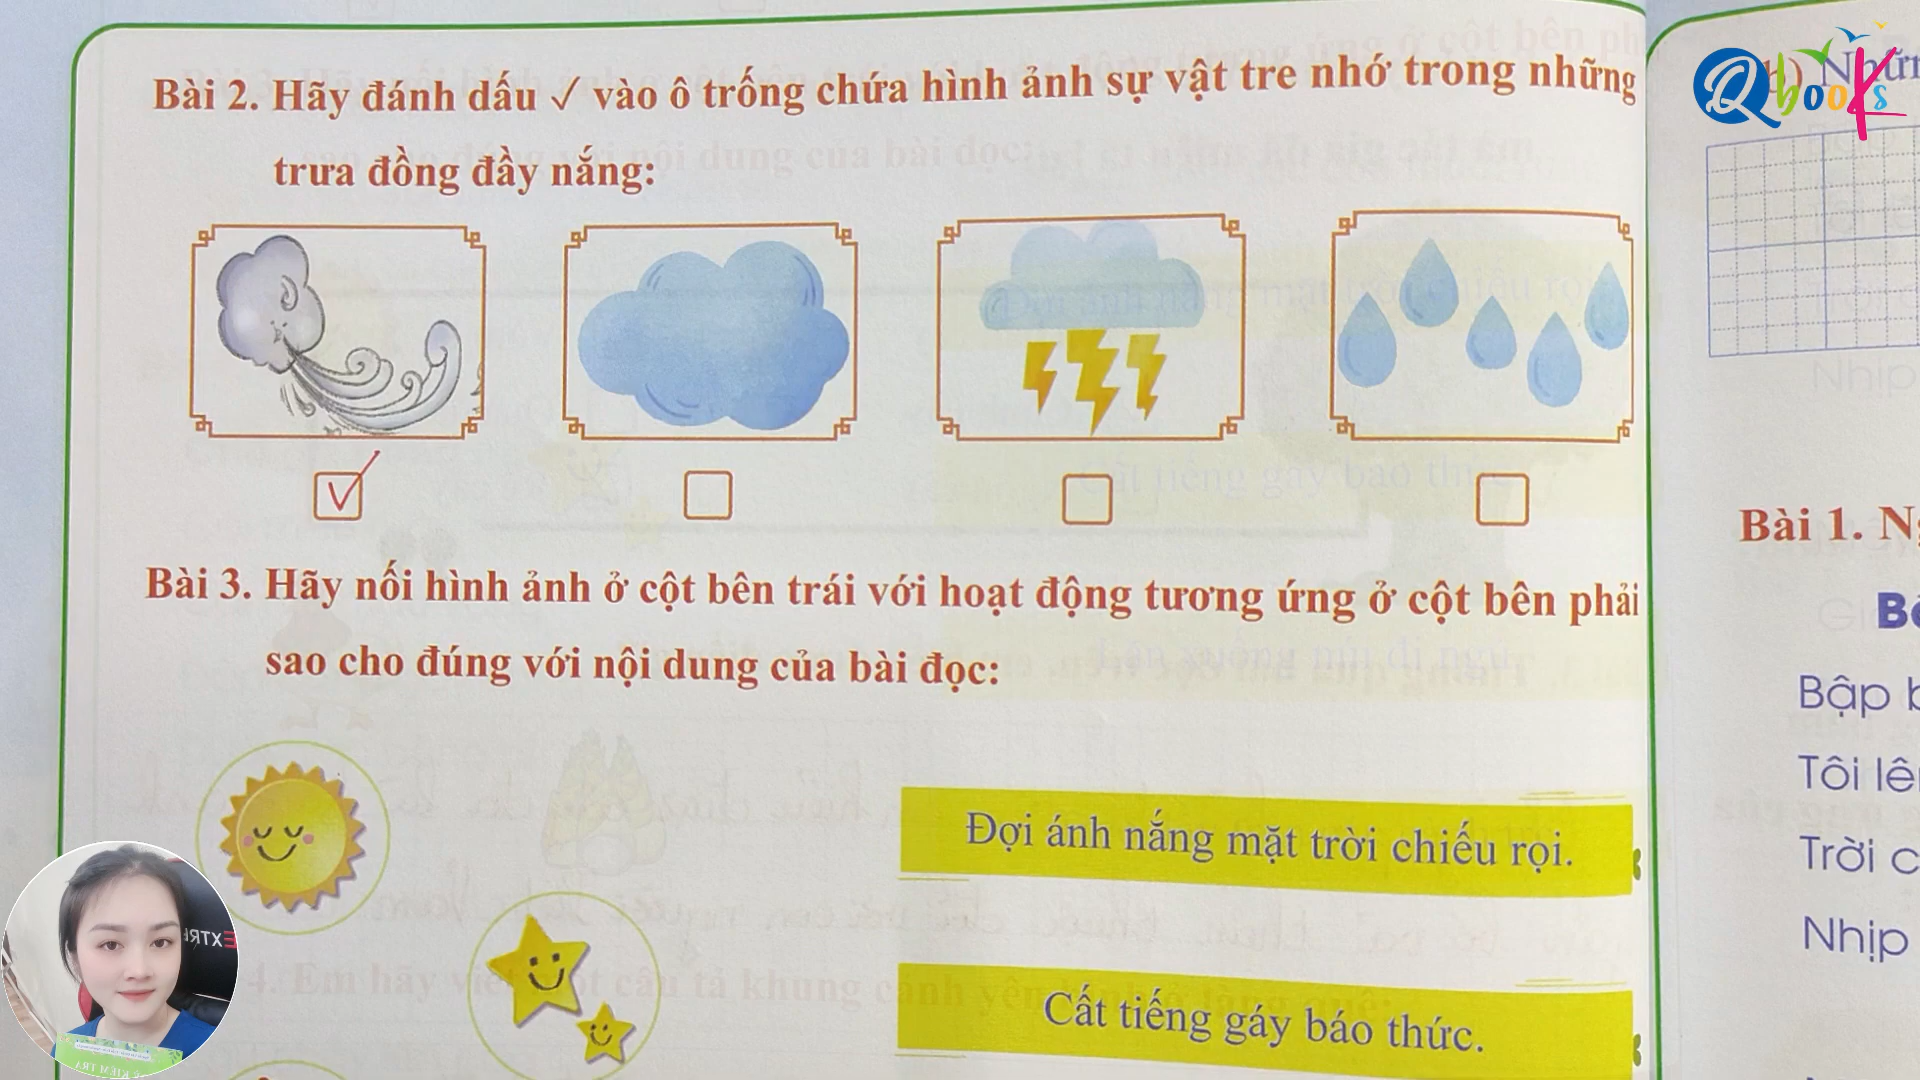 Bài 2. Hãy đánh dấu ✓ vào ô trống chứa hình ảnh sự vật tre nhớ trong những
trưa đồng đầy nắng:
Bài 3. Hãy nối hình ảnh ở cột bên trái với hoạt động tương ứng ở cột bên phải
sao cho đúng với nội dung của bài đọc:
Đợi ánh nắng mặt trời chiếu rọi.
Cất tiếng gáy báo thức.
Qbooks
Bài 1.
Bập
Tôi
Trời
Nhịp